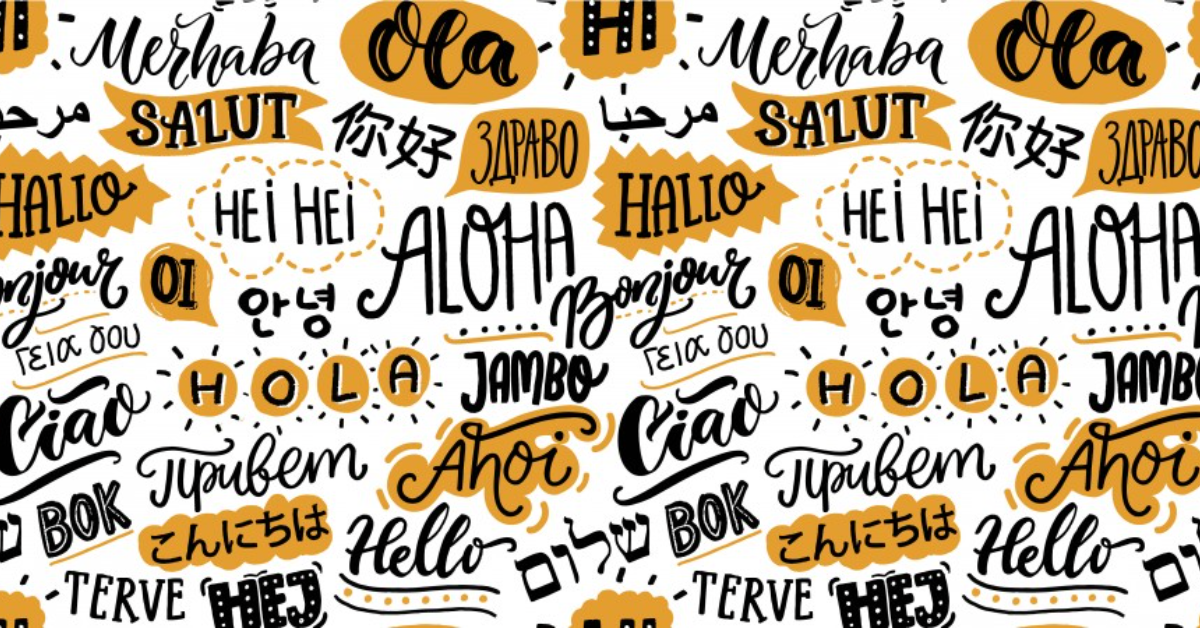 HI Merhaba Ola HI Merhaba Ola
مرحبًا SALUT 你好 ЗДРАВО مرحبًا SALUT 你好 ЗДРАВО
HALLO HEi HEi HALLO HEi HEi
ALOHA ALOHA
Bonjour OI 안녕 Bonjour OI 안녕
Γεια σου Γεια σου
HOLA JAMBO HOLA JAMBO
Ciao Ahoi Ciao Ahoi
Привет Привет
BOK こんにちは Hello שלום BOK こんにちは Hello שלום
TERVE HEJ TERVE HEJ